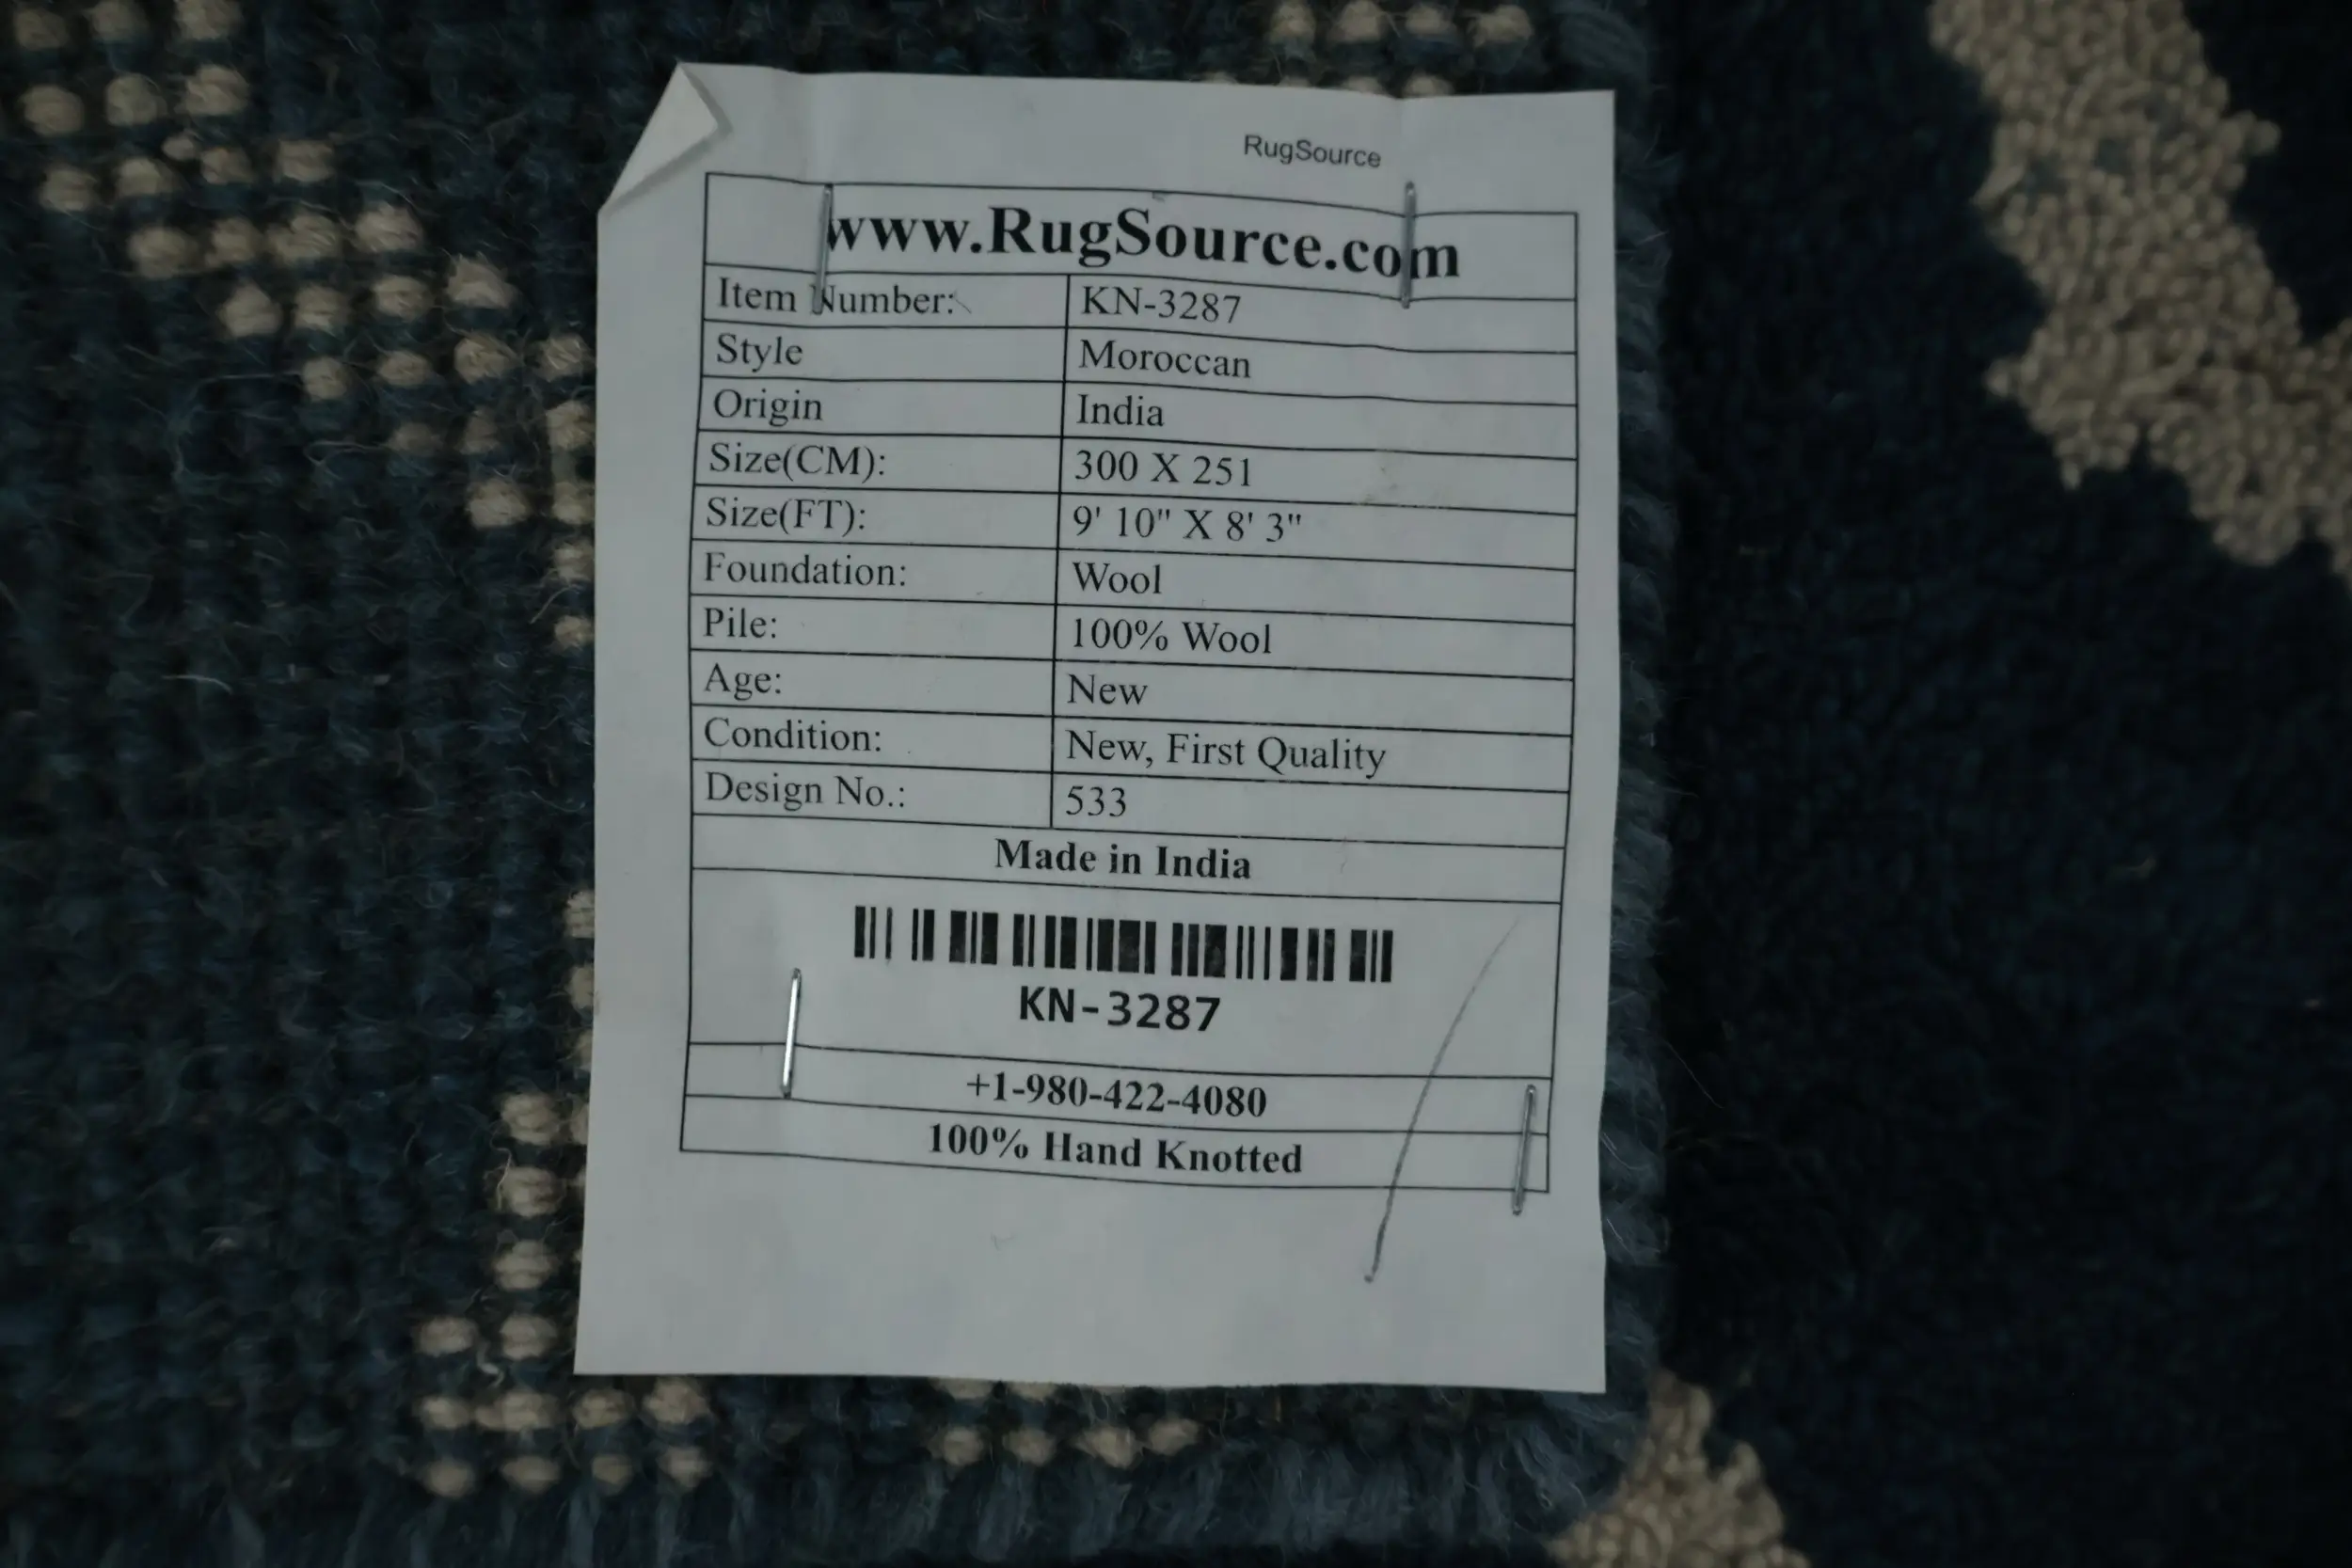 RugSource
www.RugSource.com
Item Number: KN-3287
Style Moroccan
Origin India
Size(CM): 300 X 251
Size(FT): 9' 10" X 8' 3"
Foundation: Wool
Pile: 100% Wool
Age: New
Condition: New, First Quality
Design No.: 533
Made in India
KN-3287
+1-980-422-4080
100% Hand Knotted